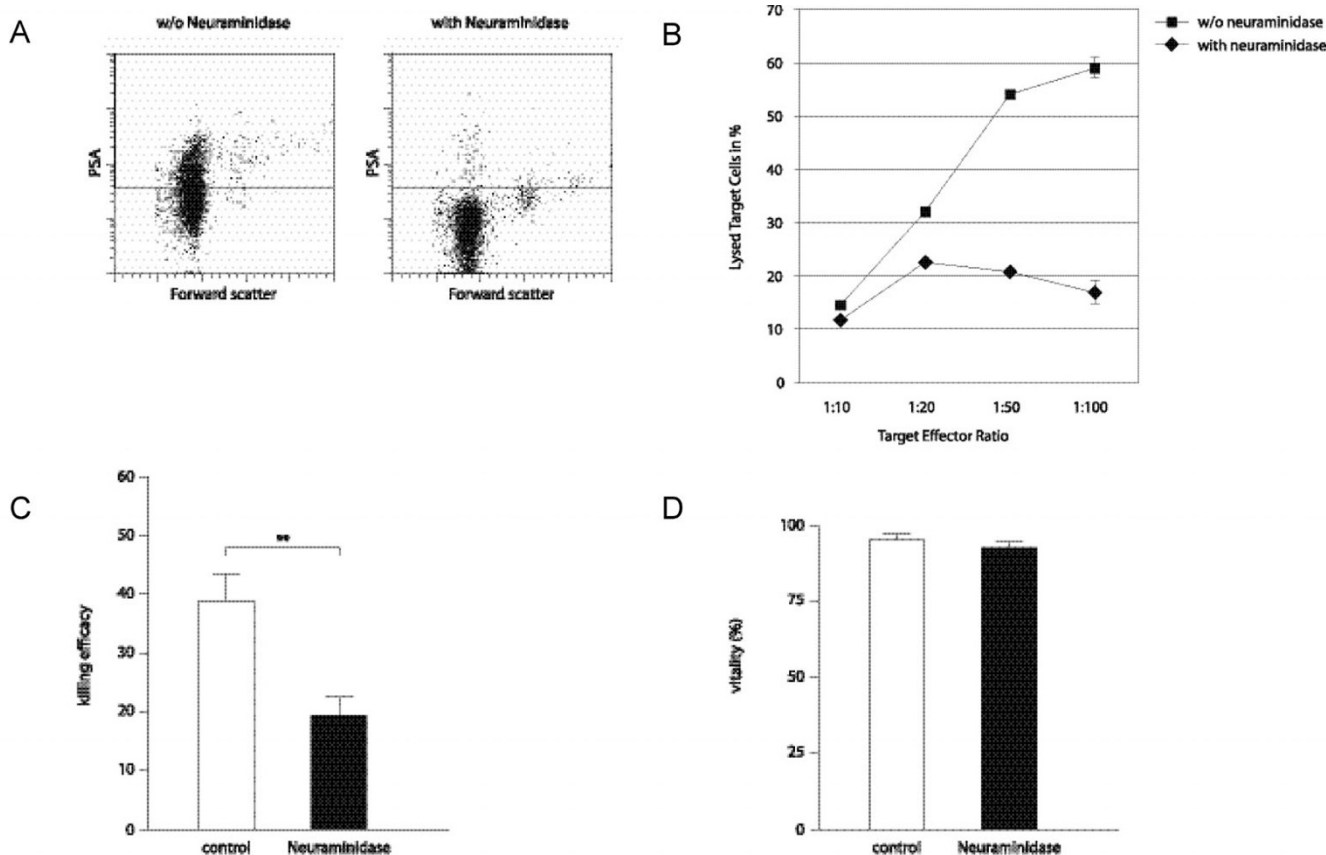 A
w/o Neuraminidase
with Neuraminidase
PSA
PSA
Forward scatter
Forward scatter
B
70
60
50
40
30
20
10
0
Lysed Target Cells in %
1:10
1:20
1:50
1:100
Target Effector Ratio
w/o neuraminidase
with neuraminidase
C
60
50
40
30
20
10
0
killing efficacy
**
control
Neuraminidase
D
100
75
50
25
0
vitality (%)
control
Neuraminidase